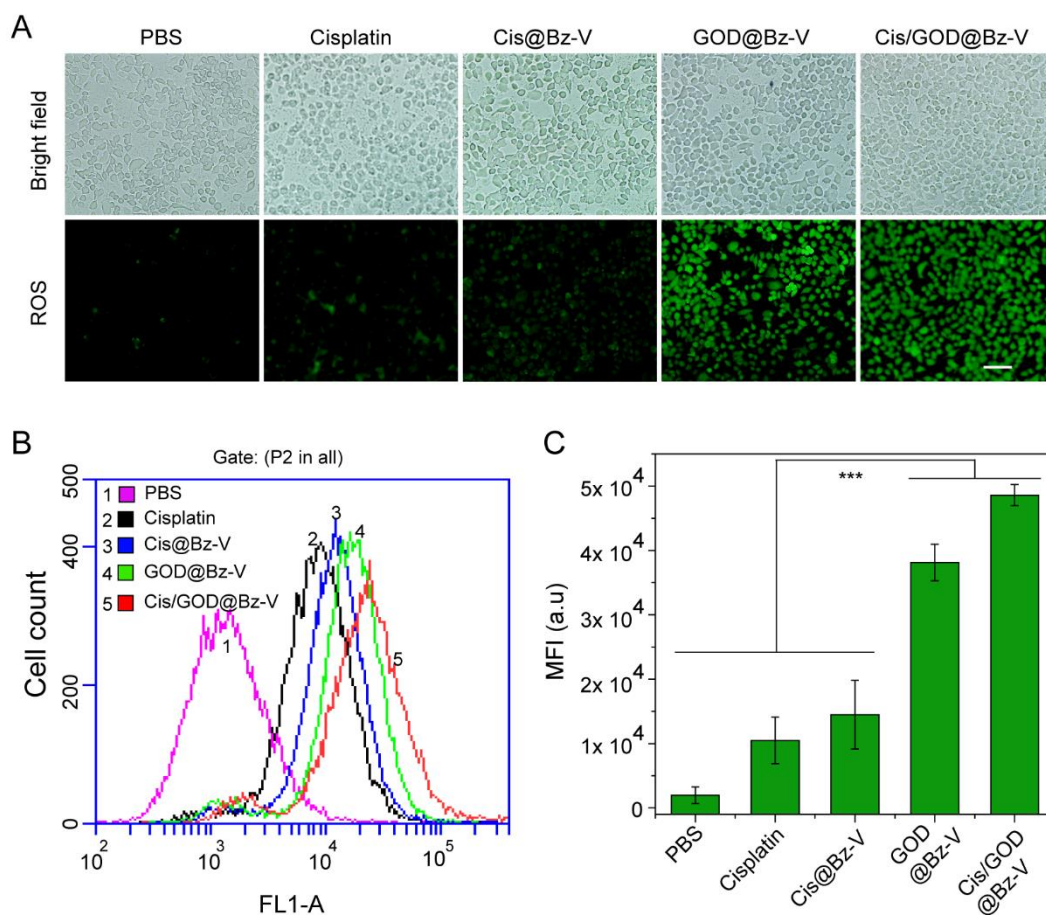 A
PBS
Cisplatin
Cis@Bz-V
GOD@Bz-V
Cis/GOD@Bz-V
Bright field
ROS
B
Gate: (P2 in all)
500
400
200
0
Cell count
1 PBS
2 Cisplatin
3 Cis@Bz-V
4 GOD@Bz-V
5 Cis/GOD@Bz-V
1
2
3
4
5
10^2
10^3
10^4
10^5
FL1-A
C
***
MFI (a.u)
5x 10^4
4x 10^4
3x 10^4
2x 10^4
1x 10^4
0
PBS
Cisplatin
Cis@Bz-V
GOD
@Bz-V
Cis/GOD
@Bz-V